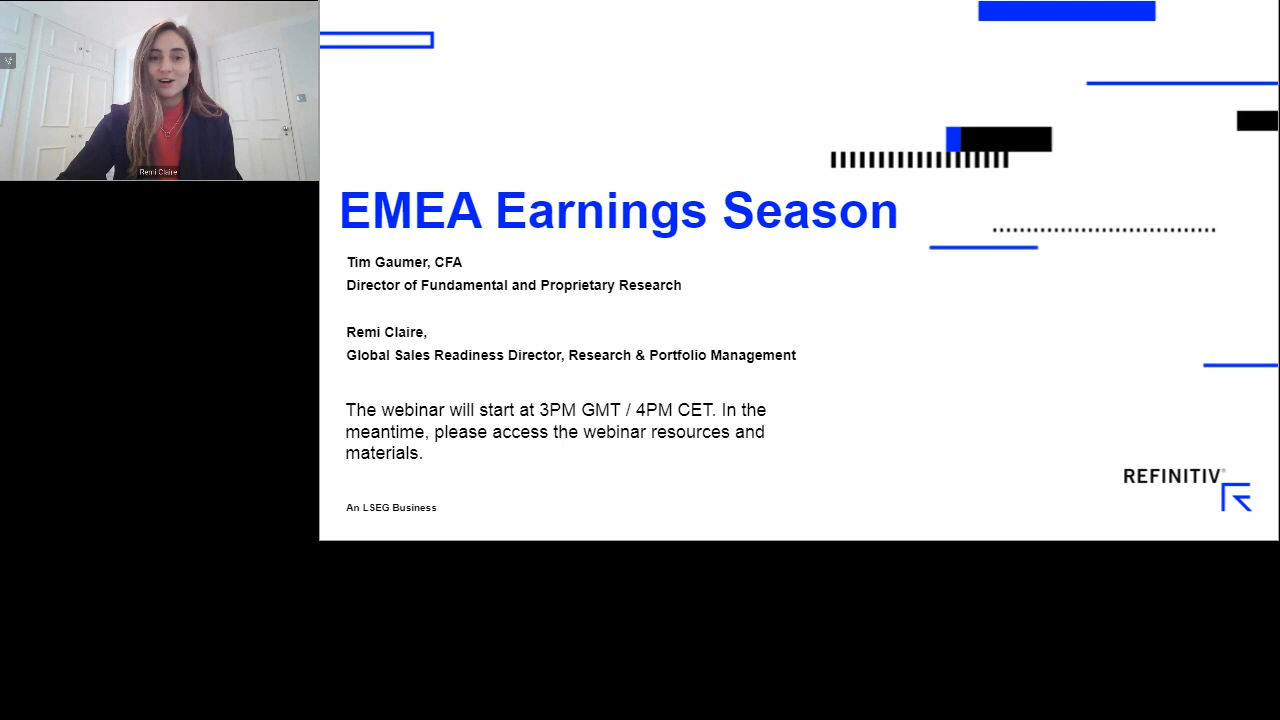 Remi Claire
EMEA Earnings Season
Tim Gaumer, CFA
Director of Fundamental and Proprietary Research
Remi Claire,
Global Sales Readiness Director, Research & Portfolio Management
The webinar will start at 3PM GMT / 4PM CET. In the
meantime, please access the webinar resources and
materials.
REFINITIV
An LSEG Business